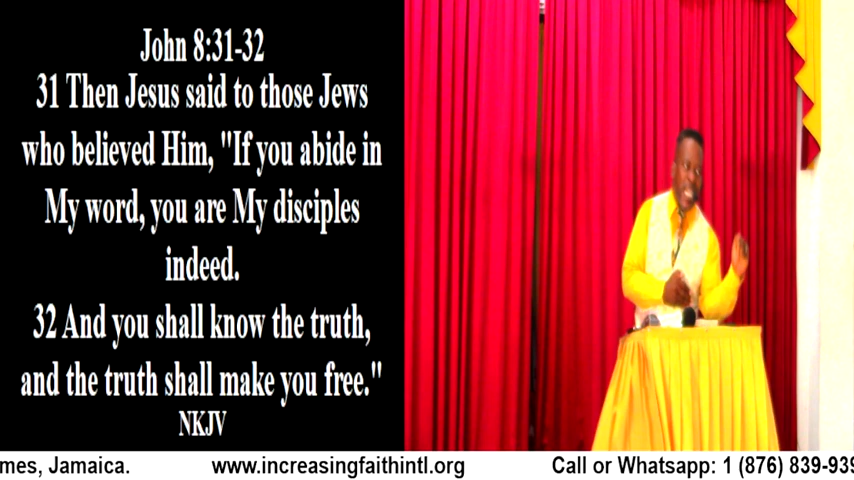 John 8:31-32
31 Then Jesus said to those Jews
who believed Him, "If you abide in
My word, you are My disciples
indeed.
32 And you shall know the truth,
and the truth shall make you free."
NKJV
mes, Jamaica. www.increasingfaithintl.org Call or Whatsapp: 1 (876) 839-939